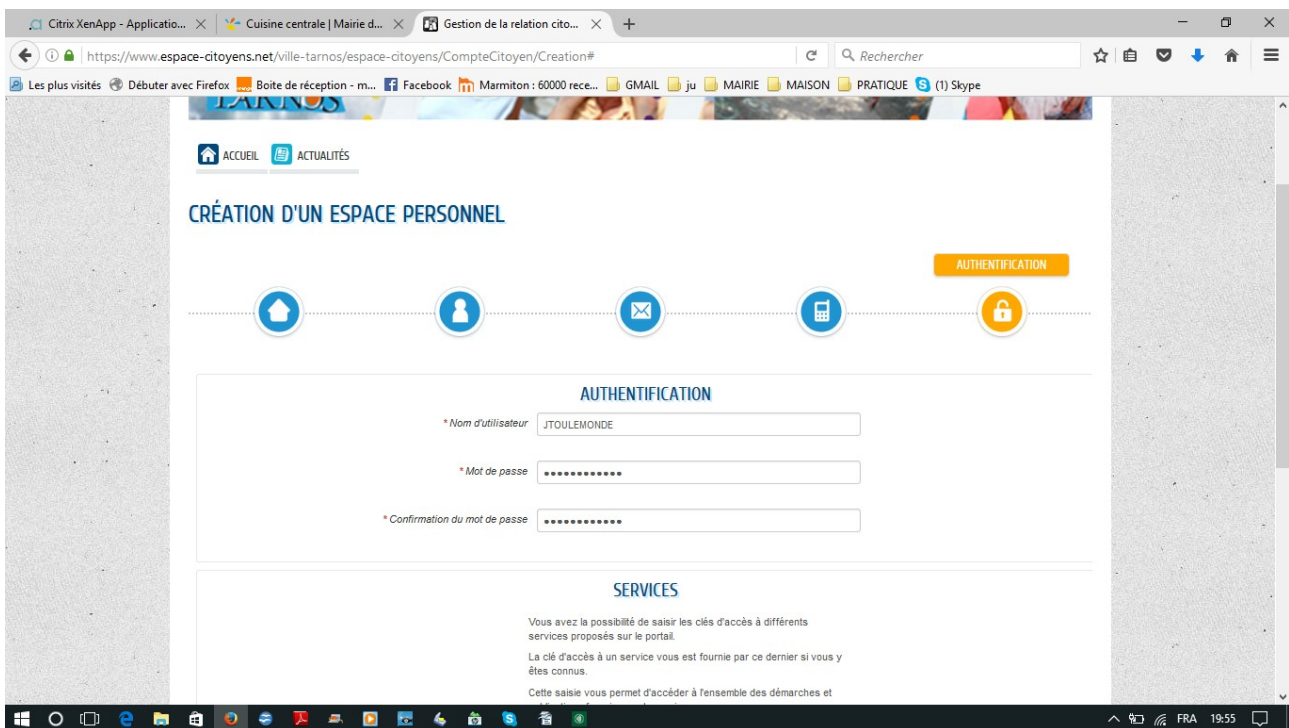 Citrix XenApp - Applicatio...
Cuisine centrale | Mairie d...
Gestion de la relation cito...
https://www.espace-citoyens.net/ville-tarnos/espace-citoyens/CompteCitoyen/Creation#
Rechercher
Les plus visités
Débuter avec Firefox
Boite de réception - m...
Facebook
Marmiton : 60000 rece...
GMAIL
ju
MAIRIE
MAISON
PRATIQUE
(1) Skype
TARNOS
ACCUEIL
ACTUALITÉS
CRÉATION D'UN ESPACE PERSONNEL
AUTHENTIFICATION
AUTHENTIFICATION
* Nom d'utilisateur
JTOULEMONDE
* Mot de passe
* Confirmation du mot de passe
SERVICES
Vous avez la possibilité de saisir les clés d'accès à différents
services proposés sur le portail.
La clé d'accès à un service vous est fournie par ce dernier si vous y
êtes connus.
Cette saisie vous permet d'accéder à l'ensemble des démarches et
FRA
19:55